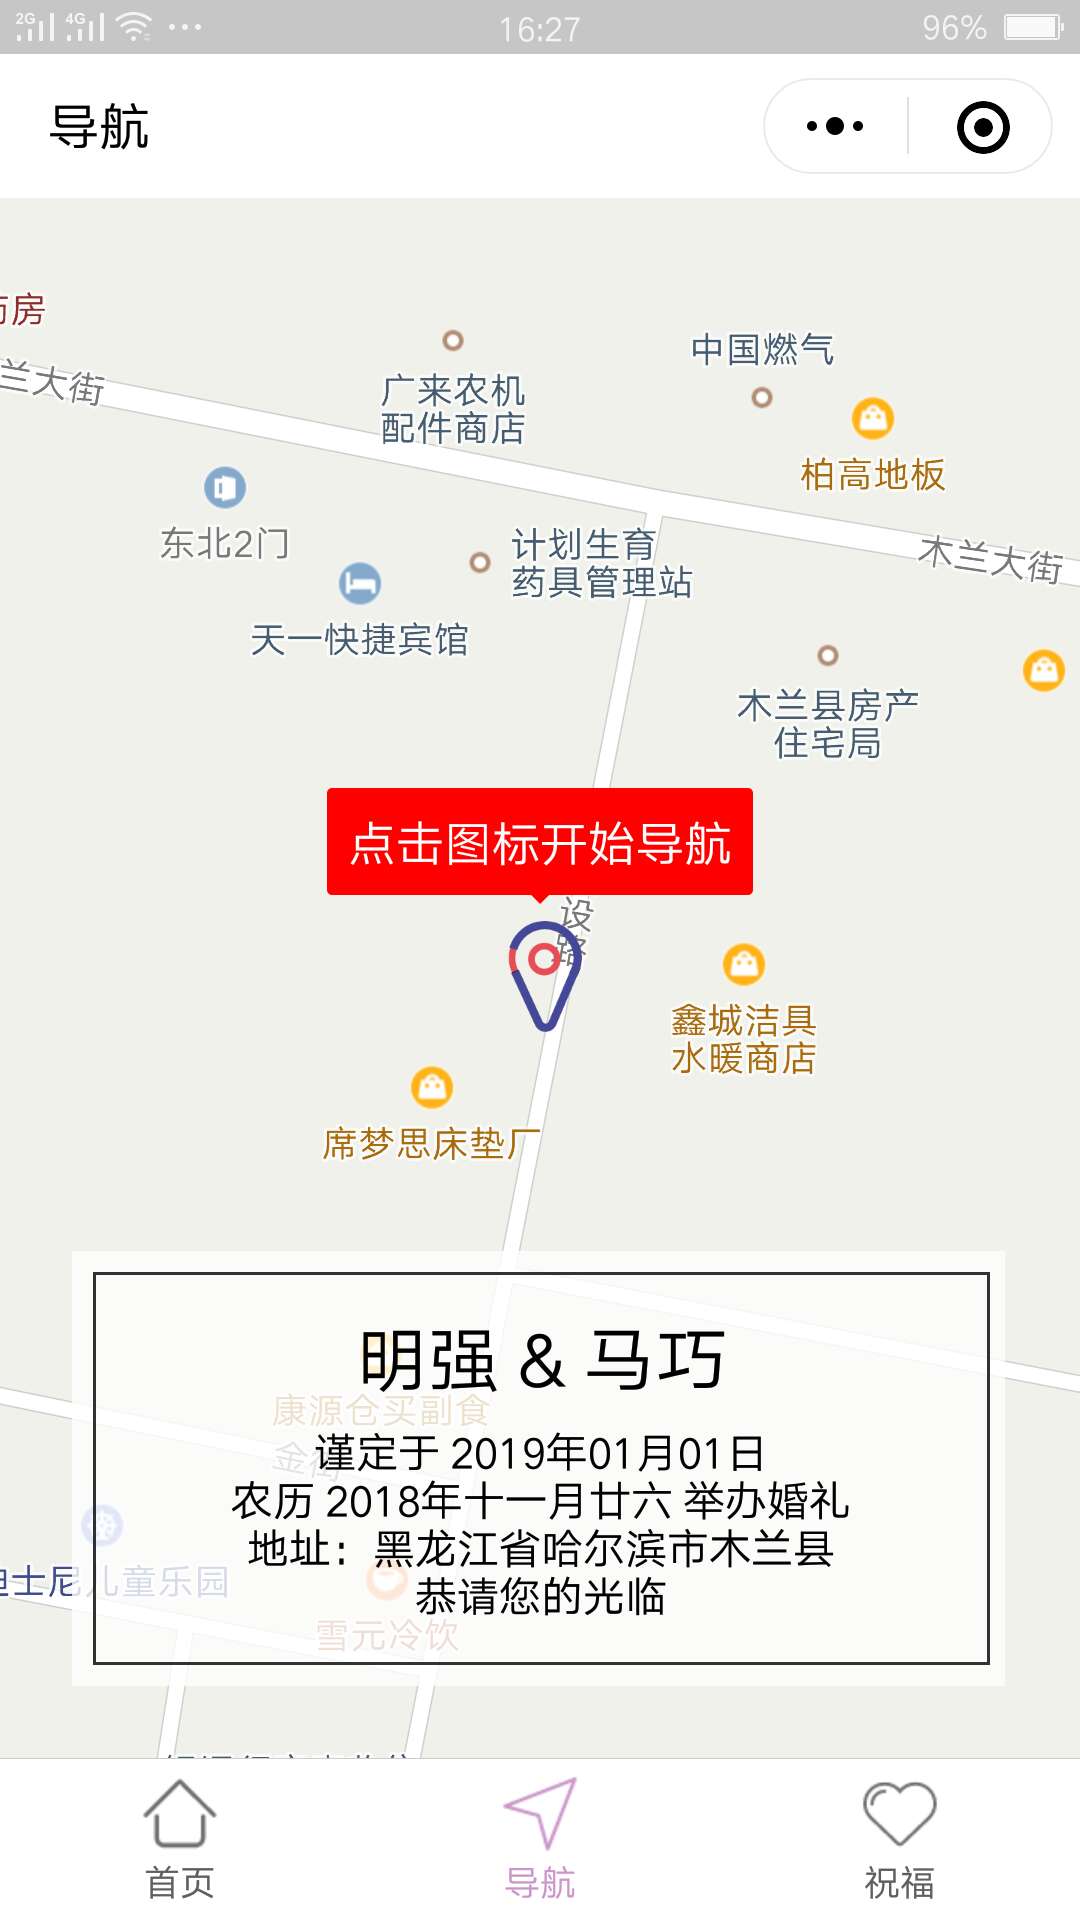 2G 4G 16:27 96%
导航
房
兰大街
中国燃气
广来农机
配件商店
柏高地板
东北2门
计划生育
药具管理站
木兰大街
天一快捷宾馆
木兰县房产
住宅局
点击图标开始导航
设
路
鑫城洁具
水暖商店
席梦思床垫厂
明强 & 马巧
康源仓买副食
谨定于 2019年01月01日
金街
农历 2018年十一月廿六 举办婚礼
地址：黑龙江省哈尔滨市木兰县
迪士尼儿童乐园
恭请您的光临
雪元冷饮
首页
导航
祝福